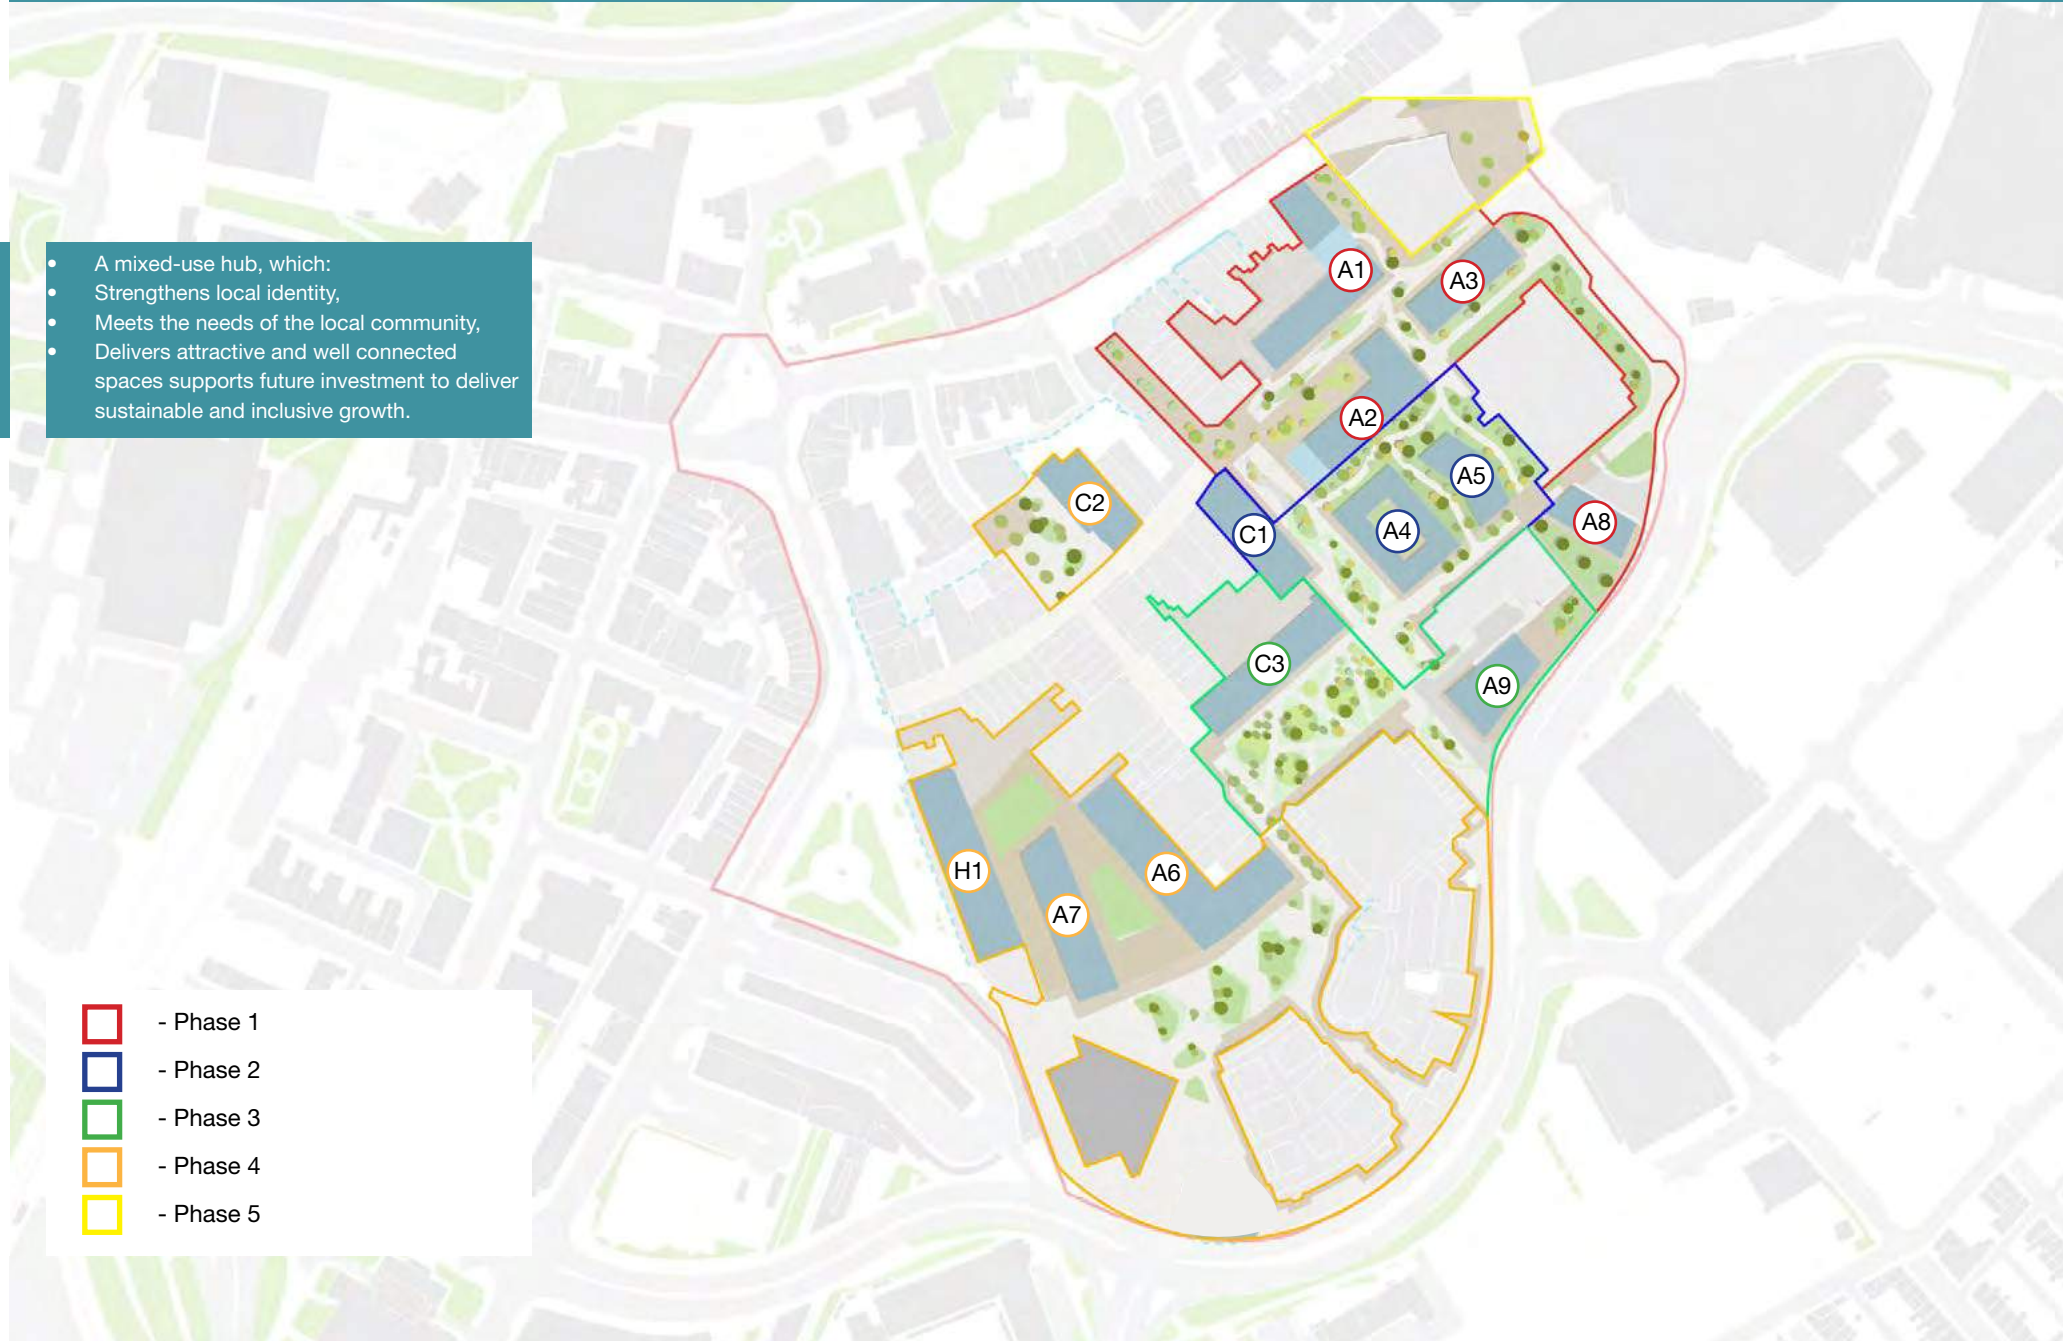 • A mixed-use hub, which:
• Strengthens local identity,
• Meets the needs of the local community,
• Delivers attractive and well connected
spaces supports future investment to deliver
sustainable and inclusive growth.
A1
A3
A2
A5
C2
A8
A4
C1
C3
A9
H1
A6
A7
- Phase 1
- Phase 2
- Phase 3
- Phase 4
- Phase 5